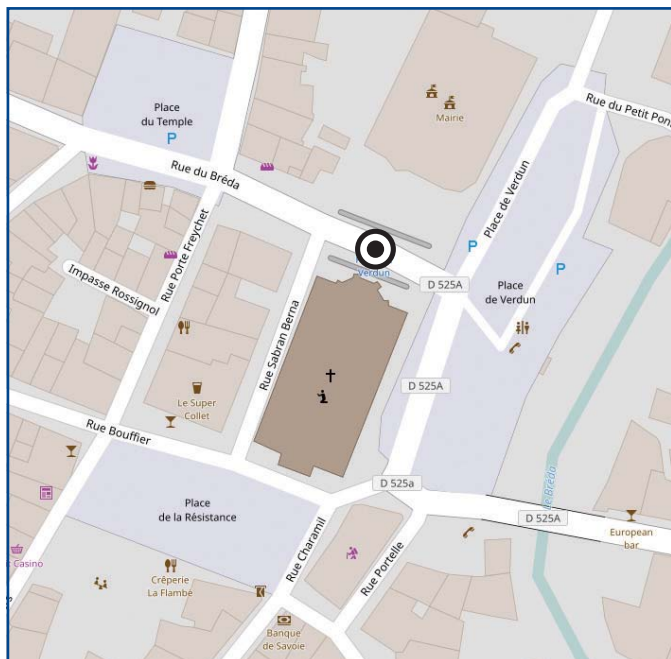 Place
du Temple
P
Mairie
Rue du Petit Pon
Rue du Bréda
Place de Verdun
P
P
Impasse Rossignol
Rue Porte Freychet
Verdun
D 525A
Place
de Verdun
Rue Sabran Berna
D 525A
Le Super
Collet
Rue Bouffier
D 525a
Place
de la Résistance
D 525A
Le Bréda
European
bar
Casino
Crêperie
La Flambé
Rue Charamil
Rue Portelle
Banque
de Savoie